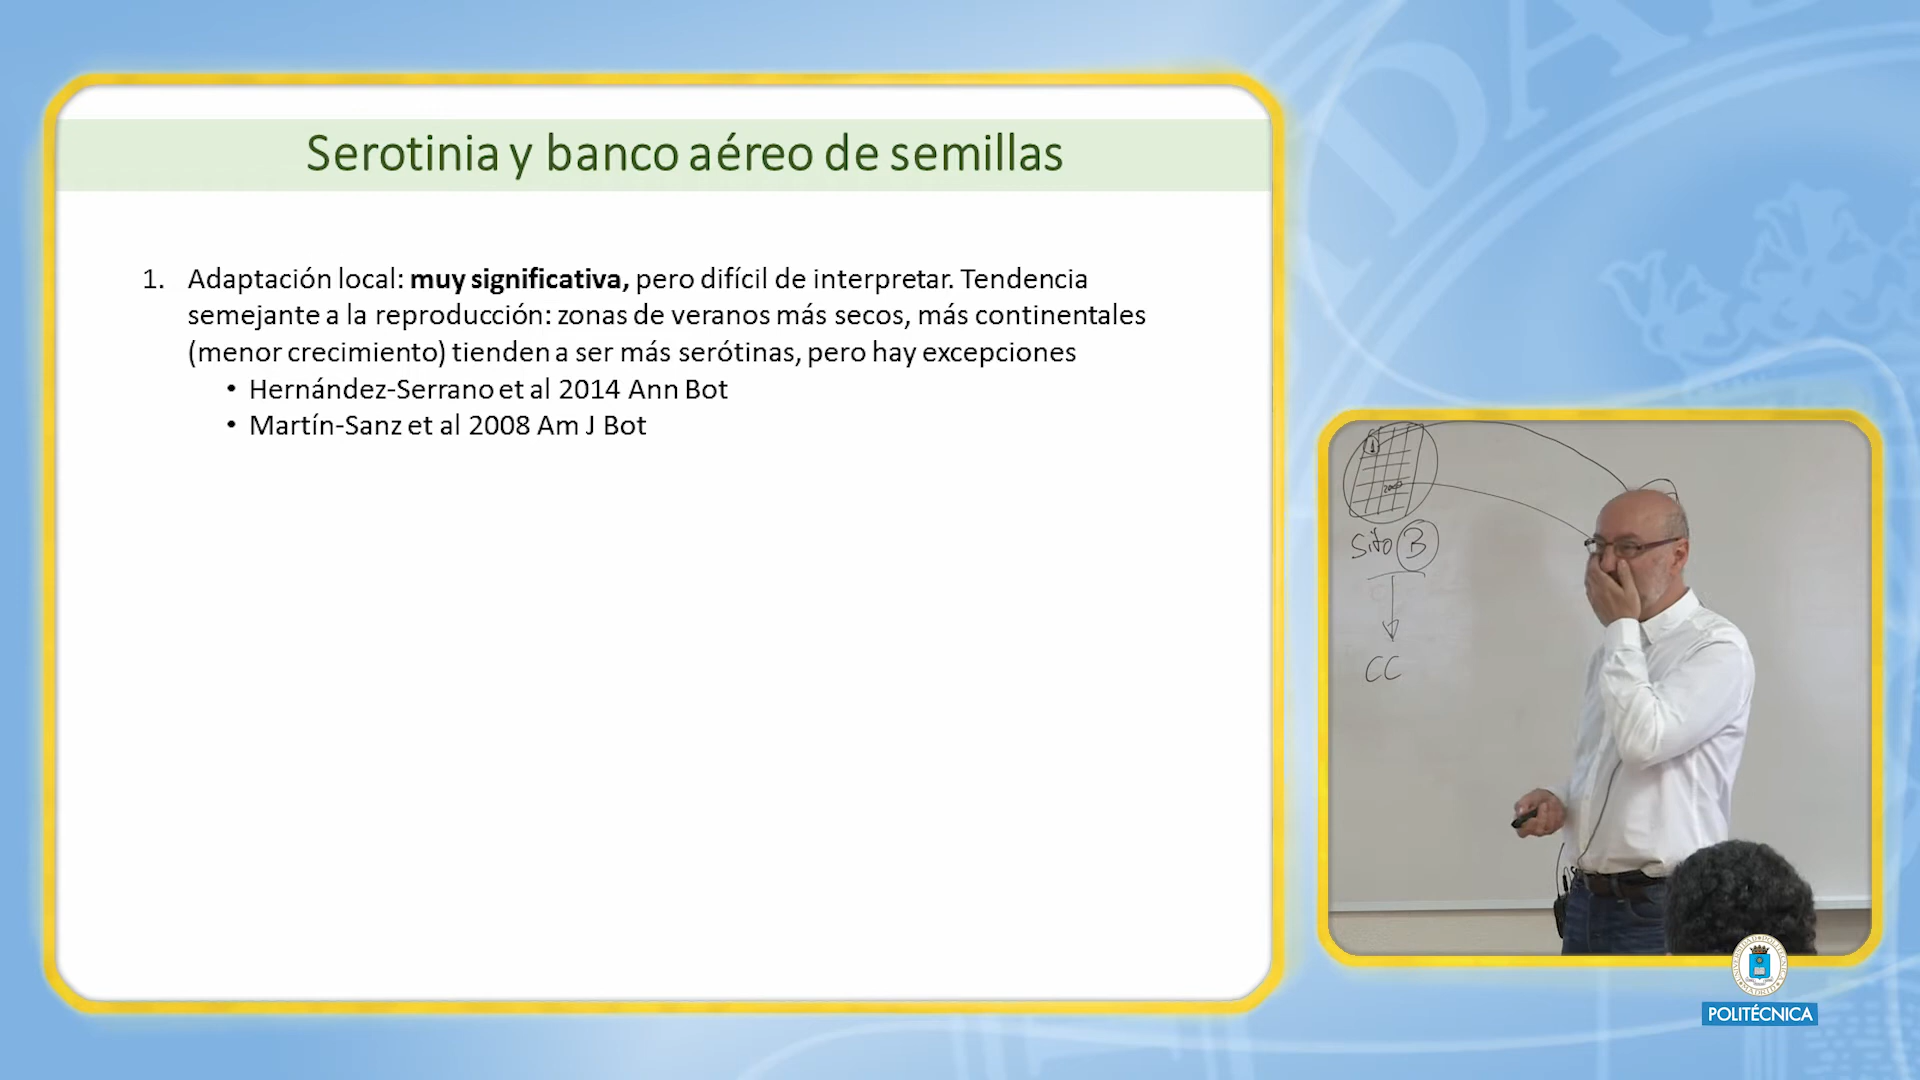 Serotinia y banco aéreo de semillas
1. Adaptación local: muy significativa, pero difícil de interpretar. Tendencia
semejante a la reproducción: zonas de veranos más secos, más continentales
(menor crecimiento) tienden a ser más serótinas, pero hay excepciones
• Hernández-Serrano et al 2014 Ann Bot
• Martín-Sanz et al 2008 Am J Bot
1
Sitio B
CC
POLITÉCNICA